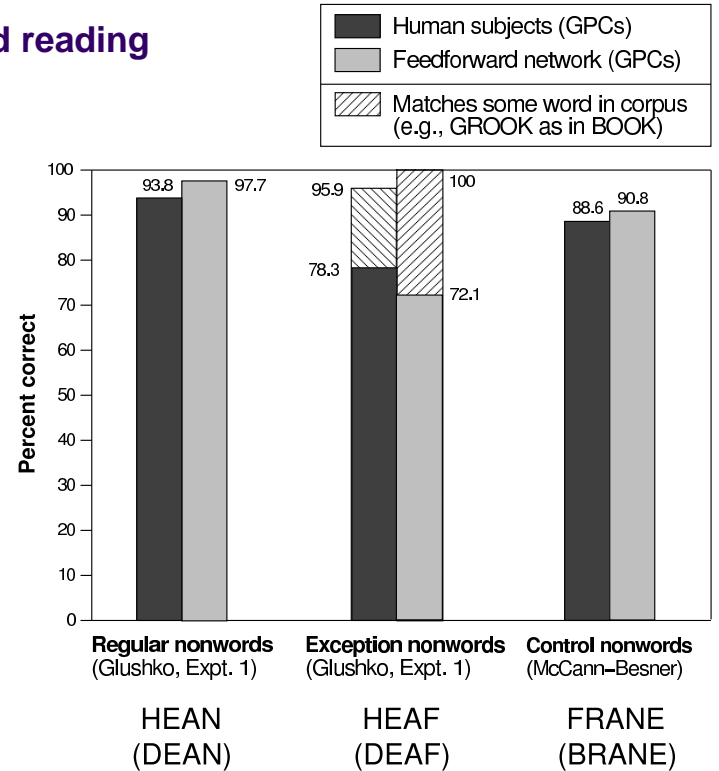 d reading
Human subjects (GPCs)
Feedforward network (GPCs)
Matches some word in corpus
(e.g., GROOK as in BOOK)
100
90
80
70
60
50
40
30
20
10
0
Percent correct
93.8
97.7
95.9
100
78.3
72.1
88.6
90.8
Regular nonwords
(Glushko, Expt. 1)
Exception nonwords
(Glushko, Expt. 1)
Control nonwords
(McCann−Besner)
HEAN
(DEAN)
HEAF
(DEAF)
FRANE
(BRANE)